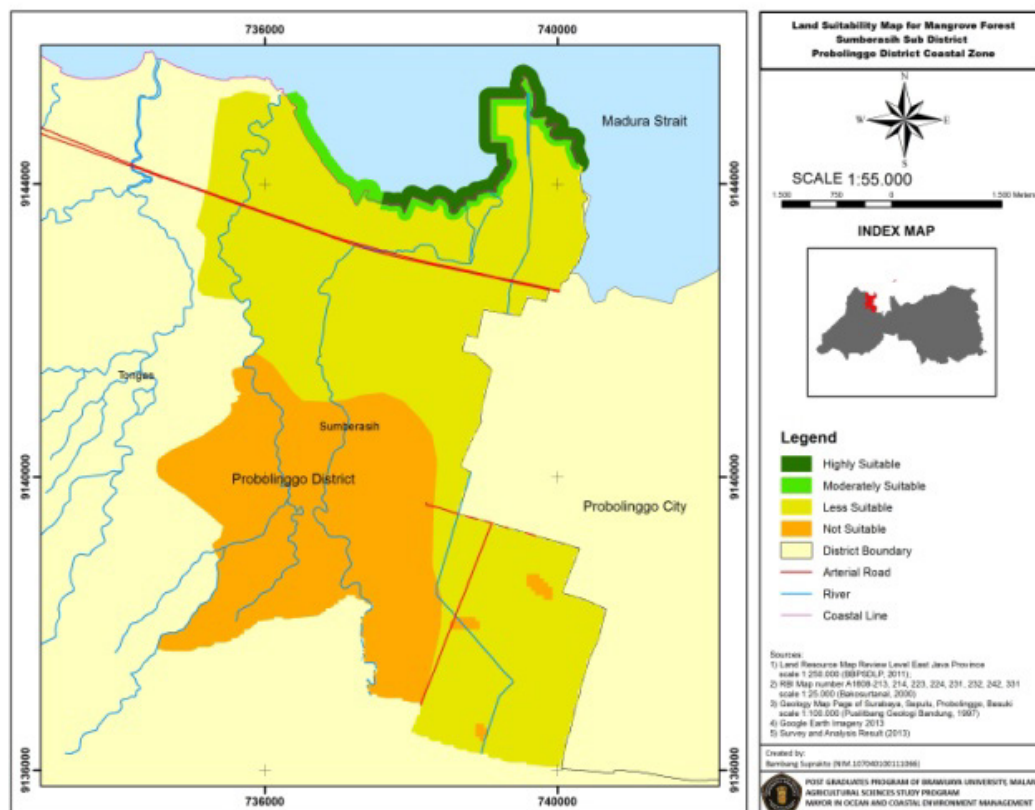 736000
740000
Madura Strait
9144000
9144000
Tongas
Sumberasih
Probolinggo District
Probolinggo City
9140000
9140000
9136000
9136000
736000
740000
Land Suitability Map for Mangrove Forest
Sumberasih Sub District
Probolinggo District Coastal Zone
N
W
E
S
SCALE 1:55.000
1.500
750
0
1.500 Meters
INDEX MAP
Legend
Highly Suitable
Moderately Suitable
Less Suitable
Not Suitable
District Boundary
Arterial Road
River
Coastal Line
Sources:
1) Land Resource Map Review Level East Java Province
scale 1:250.000 (BBPSDLP, 2011);
2) RBI Map number A1608-213, 214, 223, 224, 231, 232, 242, 331
scale 1:25.000 (Bakosurtanal, 2000)
3) Geology Map Page of Surabaya, Sapulu, Probolinggo, Besuki
scale 1:100.000 (Puslitbang Geologi Bandung, 1997)
4) Google Earth Imagery 2013
5) Survey and Analysis Result (2013)
Created by:
Bambang Suprakto (NIM.107040100111066)
POST GRADUATES PROGRAM OF BRAWIJAYA UNIVERSITY, MALANG
AGRICULTURAL SCIENCES STUDY PROGRAM
MAYOR IN OCEAN AND COASTAL ENVIRONMENT MANAGEMENT